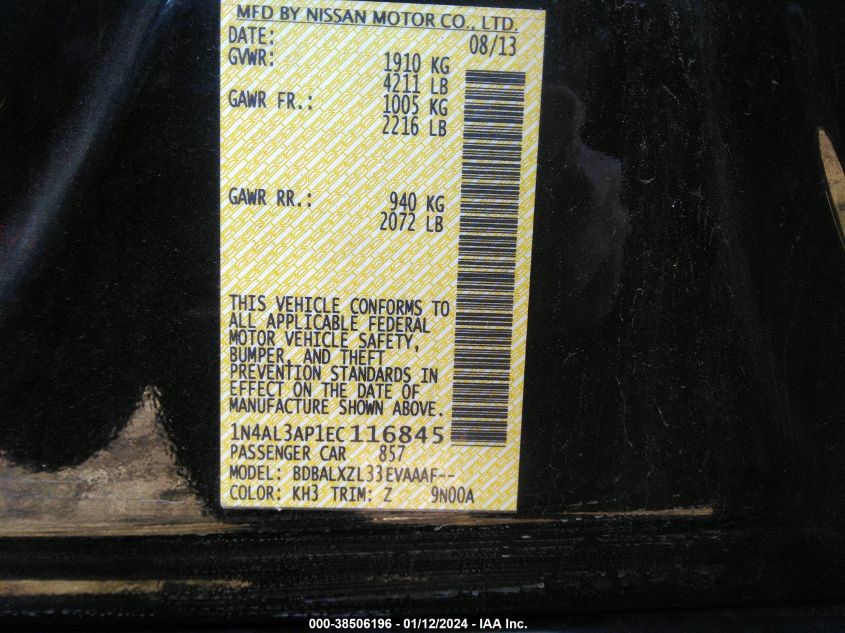 MFD BY NISSAN MOTOR CO., LTD.
DATE: 08/13
GVWR: 1910 KG
4211 LB
GAWR FR.: 1005 KG
2216 LB
GAWR RR.: 940 KG
2072 LB
THIS VEHICLE CONFORMS TO
ALL APPLICABLE FEDERAL
MOTOR VEHICLE SAFETY,
BUMPER, AND THEFT
PREVENTION STANDARDS IN
EFFECT ON THE DATE OF
MANUFACTURE SHOWN ABOVE.
1N4AL3AP1EC116845
PASSENGER CAR 857
MODEL: BDBALXZL33EVAAAF--
COLOR: KH3 TRIM: Z 9N00A
000-38506196 - 01/12/2024 - IAA Inc.